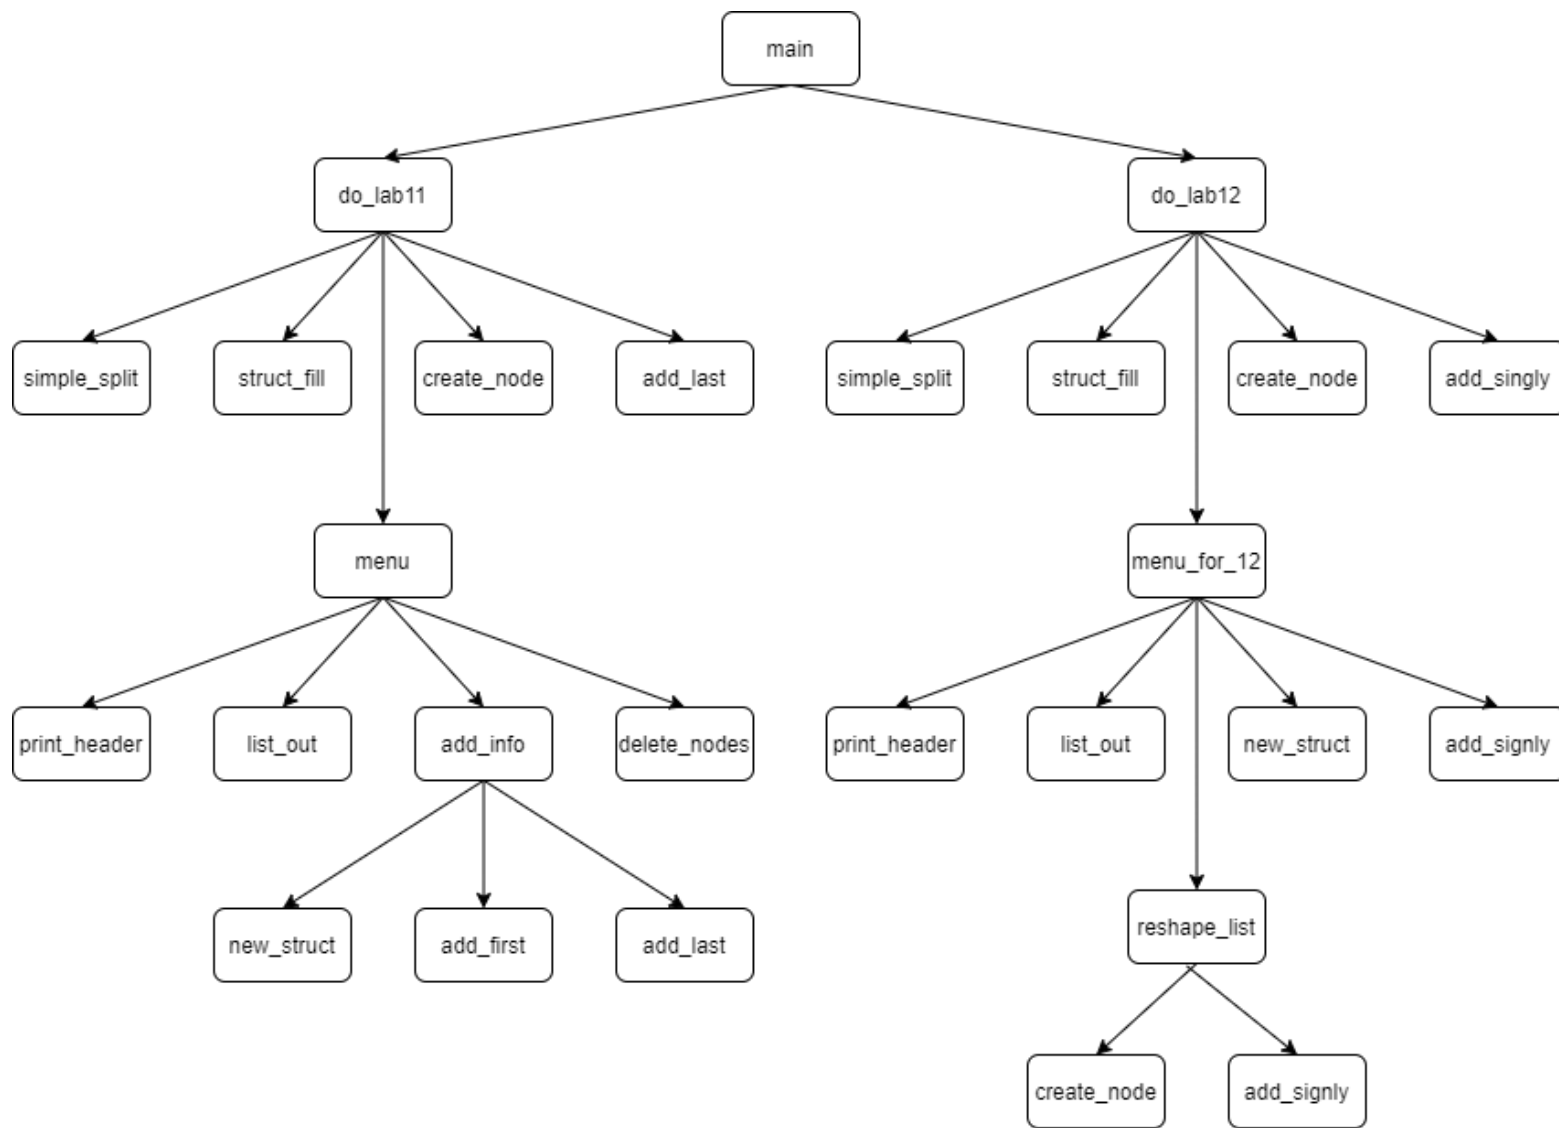 main
do_lab11
do_lab12
simple_split
struct_fill
create_node
add_last
simple_split
struct_fill
create_node
add_singly
menu
menu_for_12
print_header
list_out
add_info
delete_nodes
print_header
list_out
new_struct
add_signly
new_struct
add_first
add_last
reshape_list
create_node
add_signly